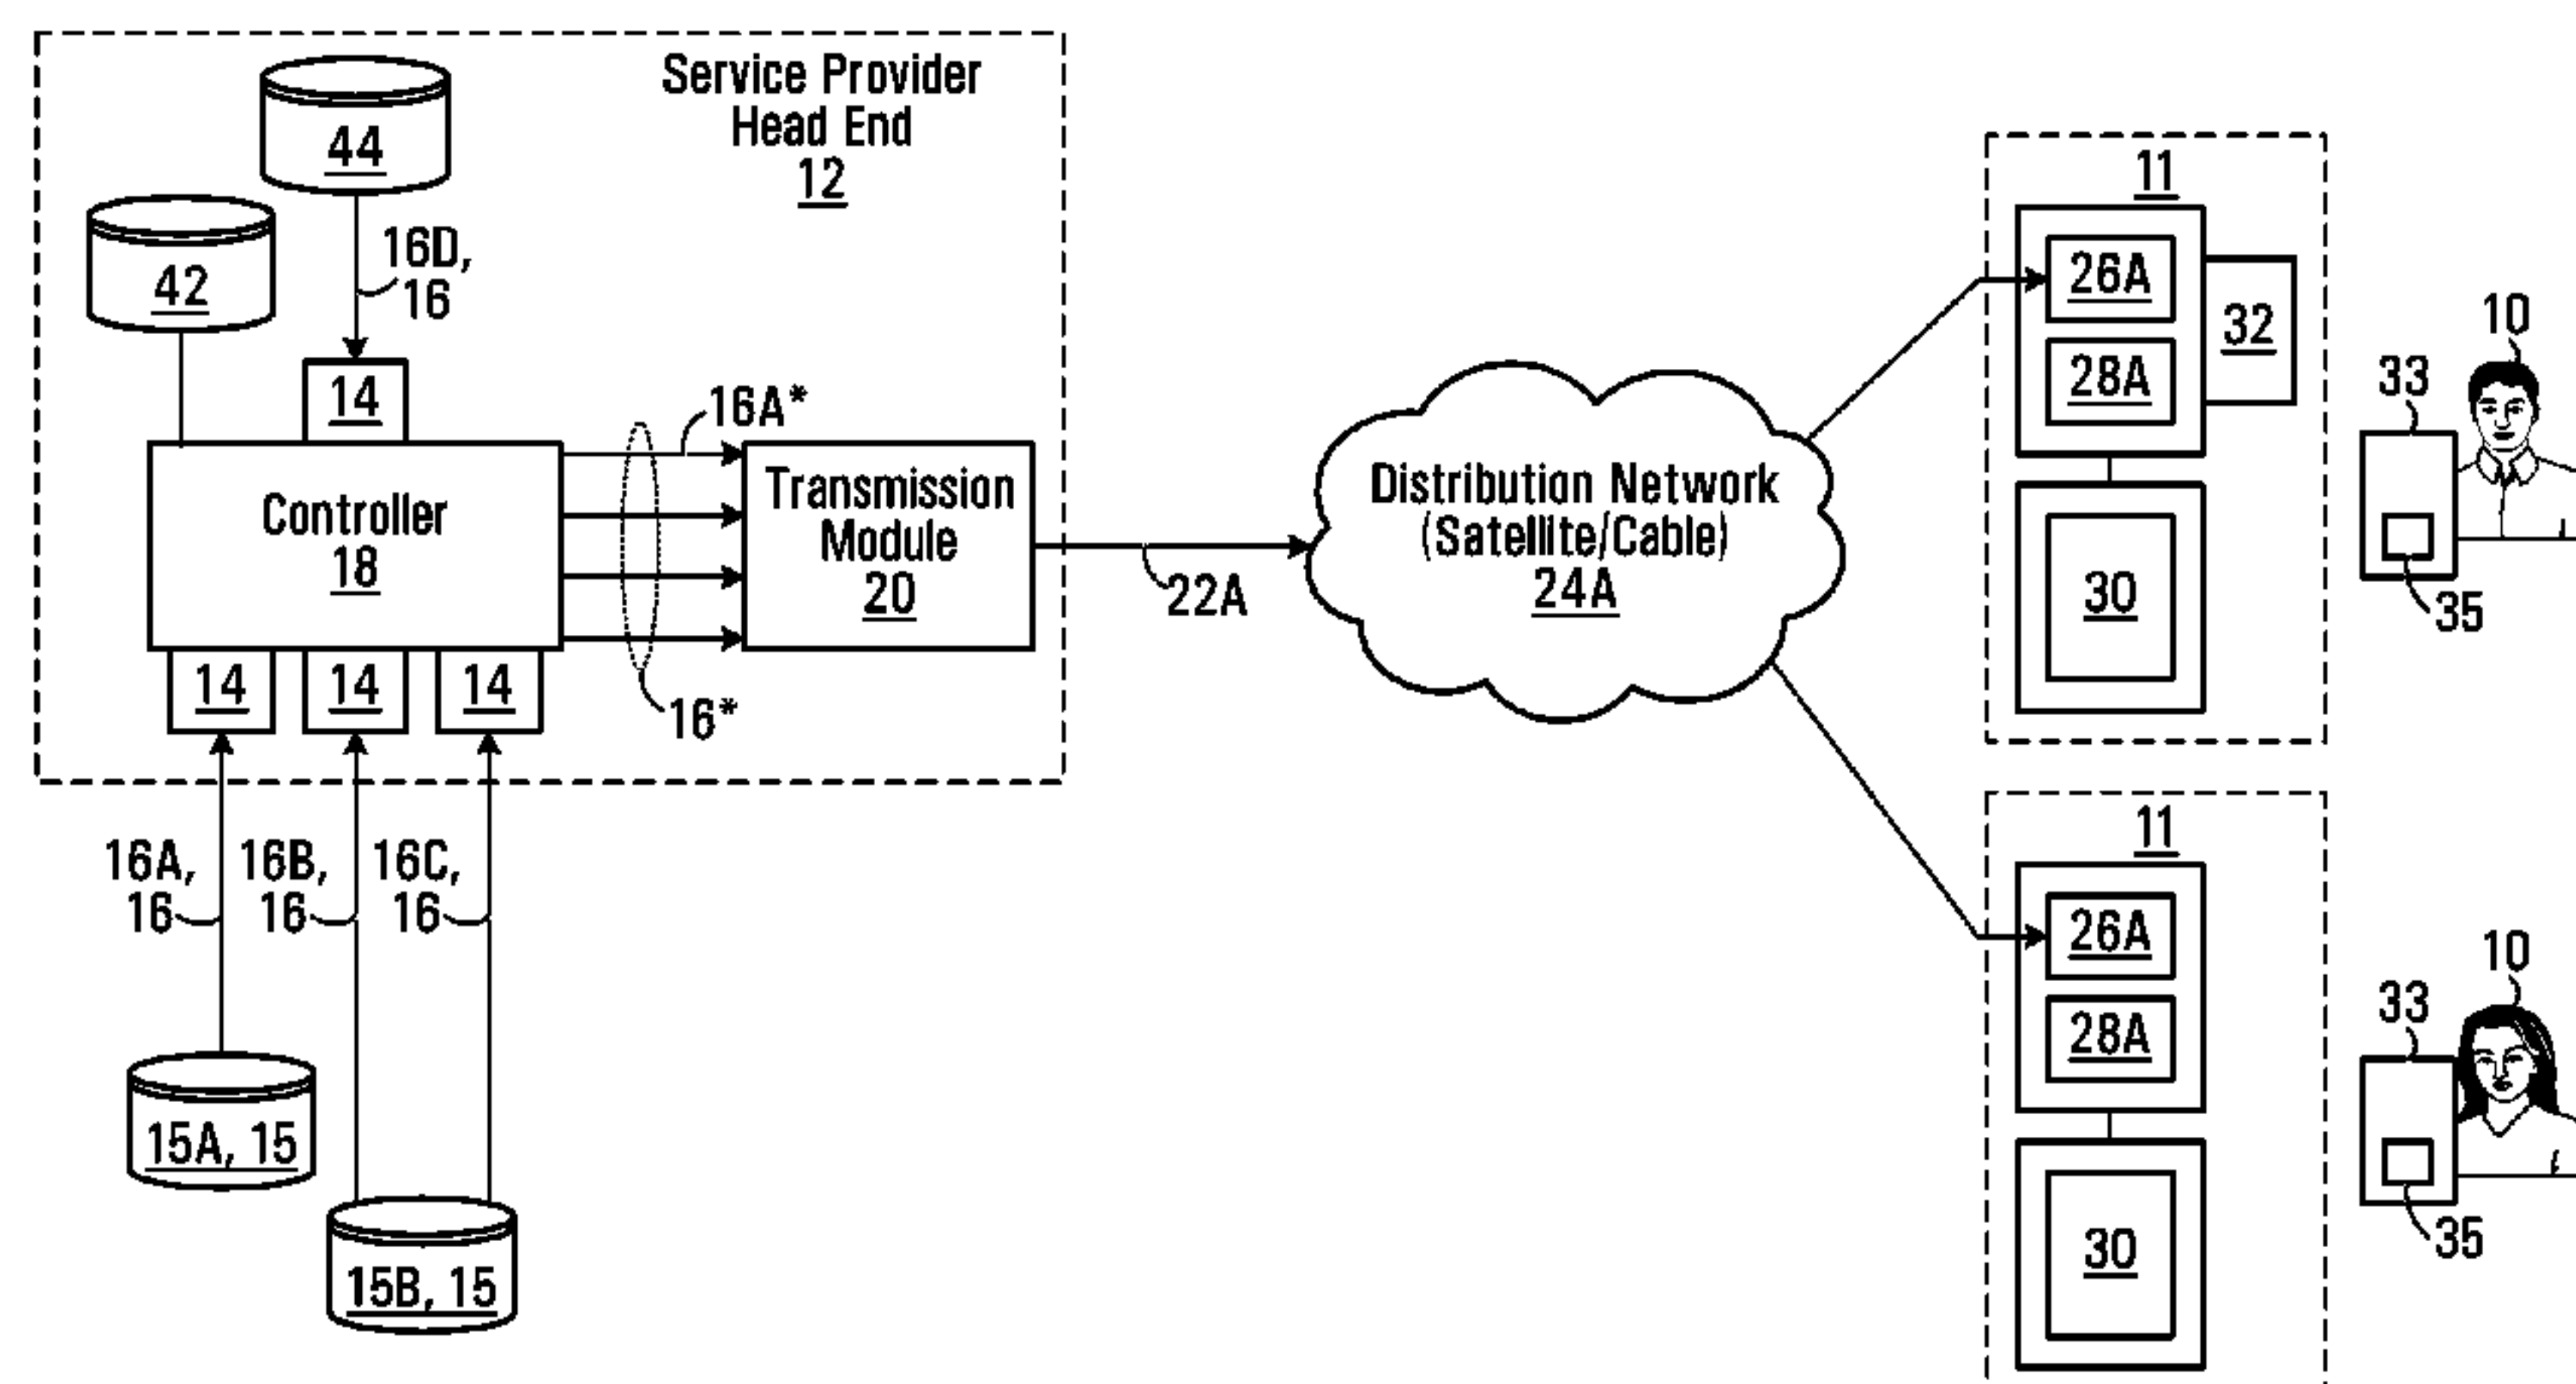 Service Provider
Head End
12
44
42
16D,
16
14
16A*
Controller
18
Transmission
Module
20
16*
14
14
14
22A
16A,
16
16B,
16
16C,
16
15A, 15
15B, 15
Distribution Network
(Satellite/Cable)
24A
11
26A
28A
32
30
10
33
35
11
26A
28A
30
10
33
35